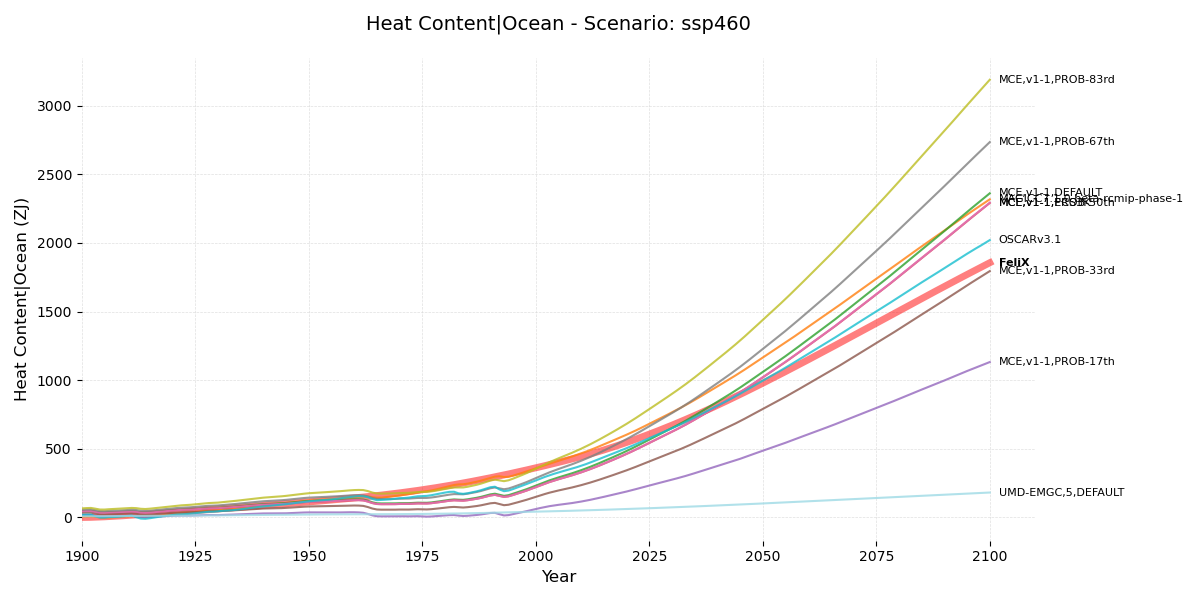 Heat Content|Ocean - Scenario: ssp460
Heat Content|Ocean (ZJ)
3000
2500
2000
1500
1000
500
0
1900
1925
1950
1975
2000
2025
2050
2075
2100
Year
MCE,v1-1,PROB-83rd
MCE,v1-1,PROB-67th
MCE,v1-1,DEFAULT
OSCARv3.1
FeliX
MCE,v1-1,PROB-33rd
MCE,v1-1,PROB-17th
UMD-EMGC,5,DEFAULT